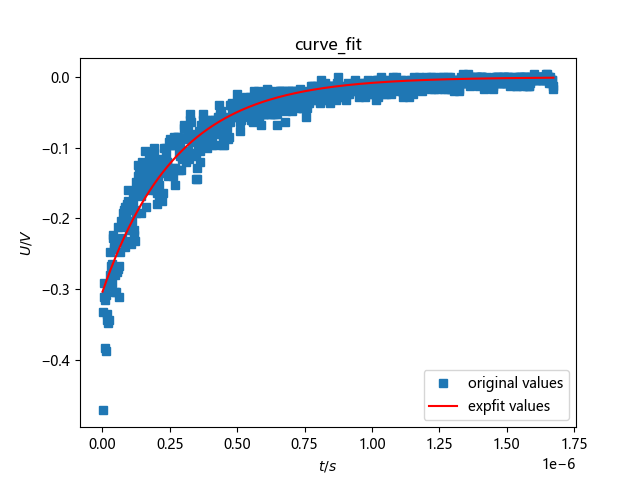 curve_fit
0.0
−0.1
−0.2
−0.3
−0.4
U/V
0.00
0.25
0.50
0.75
1.00
1.25
1.50
1.75
1e−6
t/s
original values
expfit values